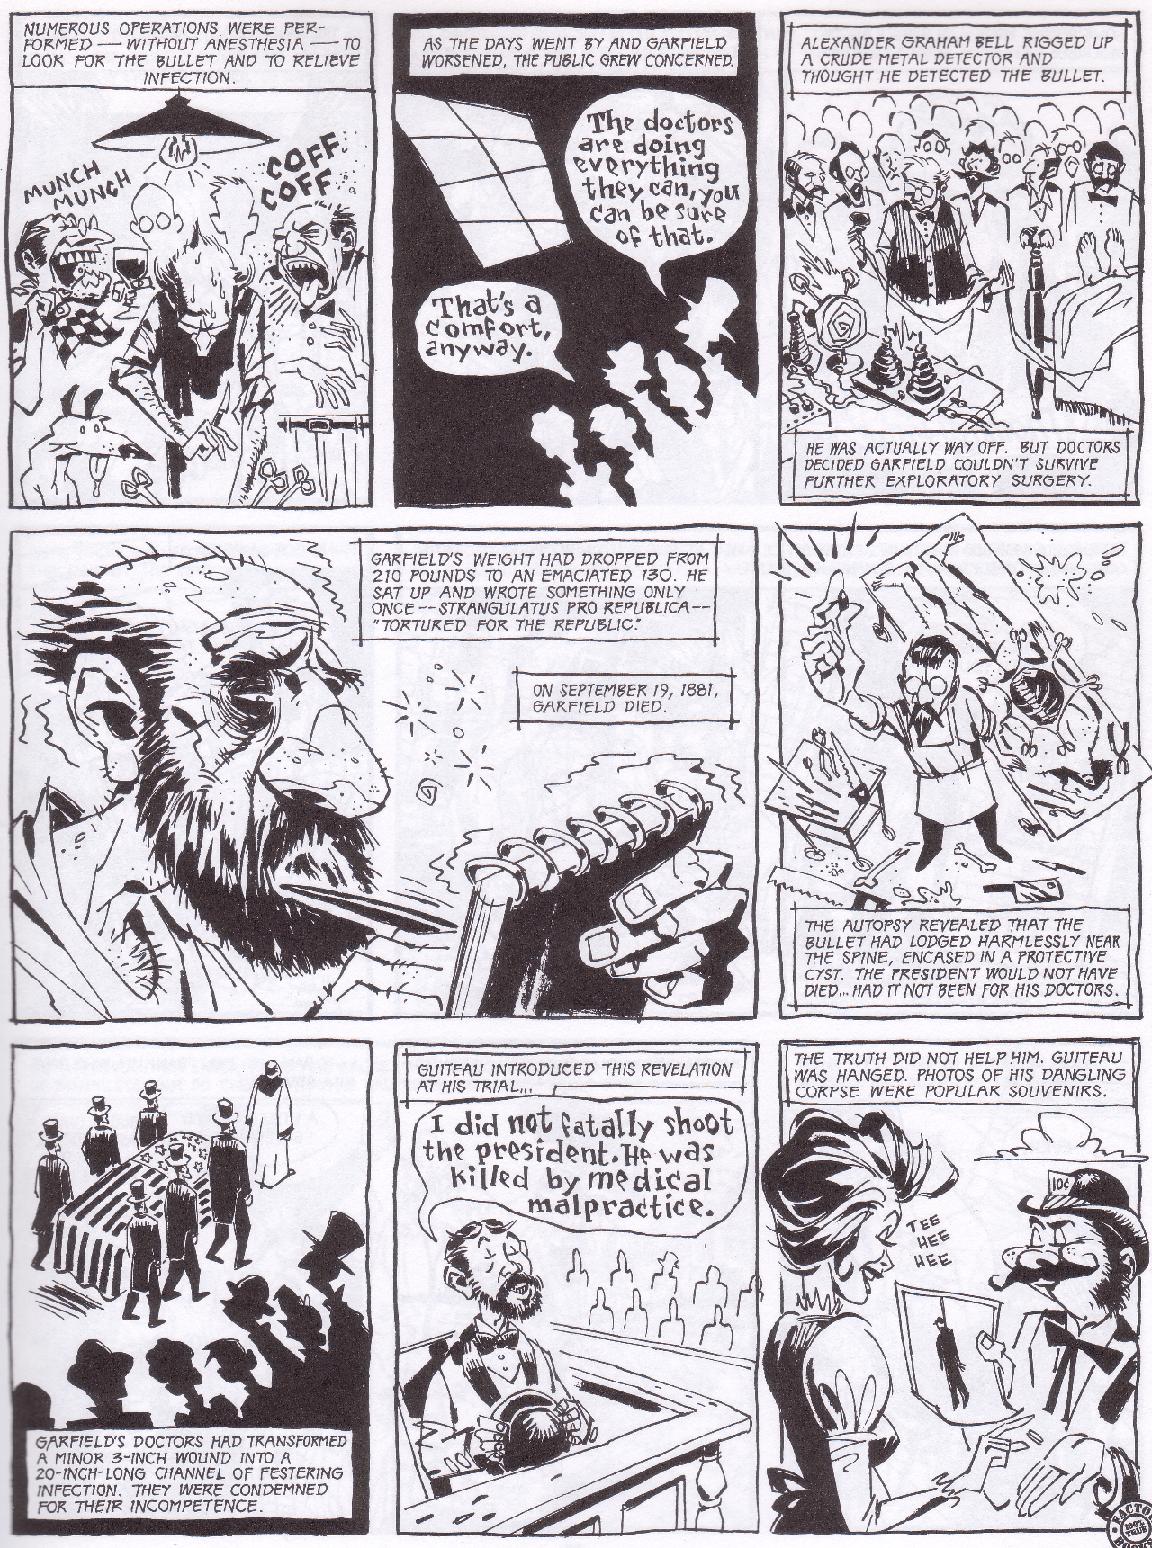 NUMEROUS OPERATIONS WERE PER-
FORMED — WITHOUT ANESTHESIA — TO
LOOK FOR THE BULLET AND TO RELIEVE
INFECTION.
MUNCH
MUNCH
COFF
COFF
AS THE DAYS WENT BY AND GARFIELD
WORSENED, THE PUBLIC GREW CONCERNED.
The doctors
are doing
everything
they can, you
can be sure
of that.
That's a
comfort,
anyway.
ALEXANDER GRAHAM BELL RIGGED UP
A CRUDE METAL DETECTOR AND
THOUGHT HE DETECTED THE BULLET.
HE WAS ACTUALLY WAY OFF. BUT DOCTORS
DECIDED GARFIELD COULDN'T SURVIVE
FURTHER EXPLORATORY SURGERY.
GARFIELD'S WEIGHT HAD DROPPED FROM
210 POUNDS TO AN EMACIATED 130. HE
SAT UP AND WROTE SOMETHING ONLY
ONCE--STRANGULATUS PRO REPUBLICA--
"TORTURED FOR THE REPUBLIC."
ON SEPTEMBER 19, 1881,
GARFIELD DIED.
THE AUTOPSY REVEALED THAT THE
BULLET HAD LODGED HARMLESSLY NEAR
THE SPINE, ENCASED IN A PROTECTIVE
CYST. THE PRESIDENT WOULD NOT HAVE
DIED...HAD IT NOT BEEN FOR HIS DOCTORS.
GARFIELD'S DOCTORS HAD TRANSFORMED
A MINOR 3-INCH WOUND INTO A
20-INCH-LONG CHANNEL OF FESTERING
INFECTION. THEY WERE CONDEMNED
FOR THEIR INCOMPETENCE.
GUITEAU INTRODUCED THIS REVELATION
AT HIS TRIAL...
I did not fatally shoot
the president. He was
killed by medical
malpractice.
THE TRUTH DID NOT HELP HIM. GUITEAU
WAS HANGED. PHOTOS OF HIS DANGLING
CORPSE WERE POPULAR SOUVENIRS.
10¢
TEE
HEE
HEE
100%
TRUE